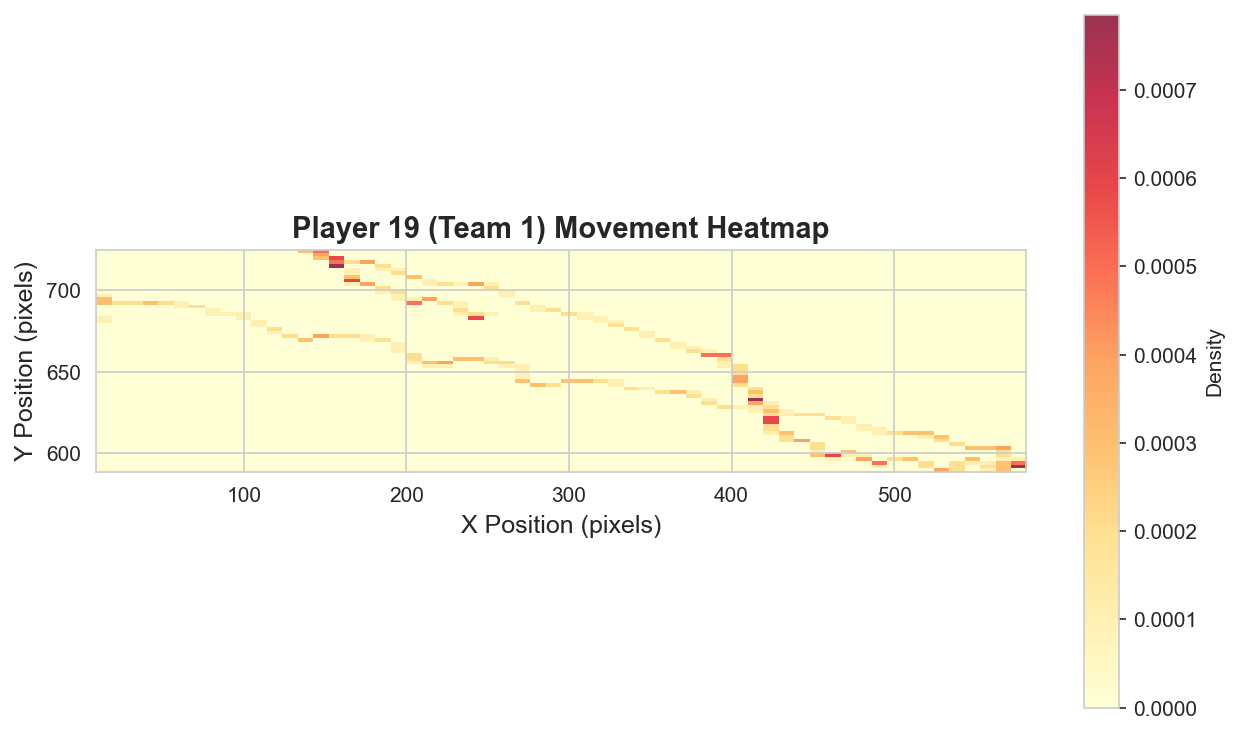 Player 19 (Team 1) Movement Heatmap
Y Position (pixels)
700
650
600
100 200 300 400 500
X Position (pixels)
0.0007
0.0006
0.0005
0.0004
0.0003
0.0002
0.0001
0.0000
Density